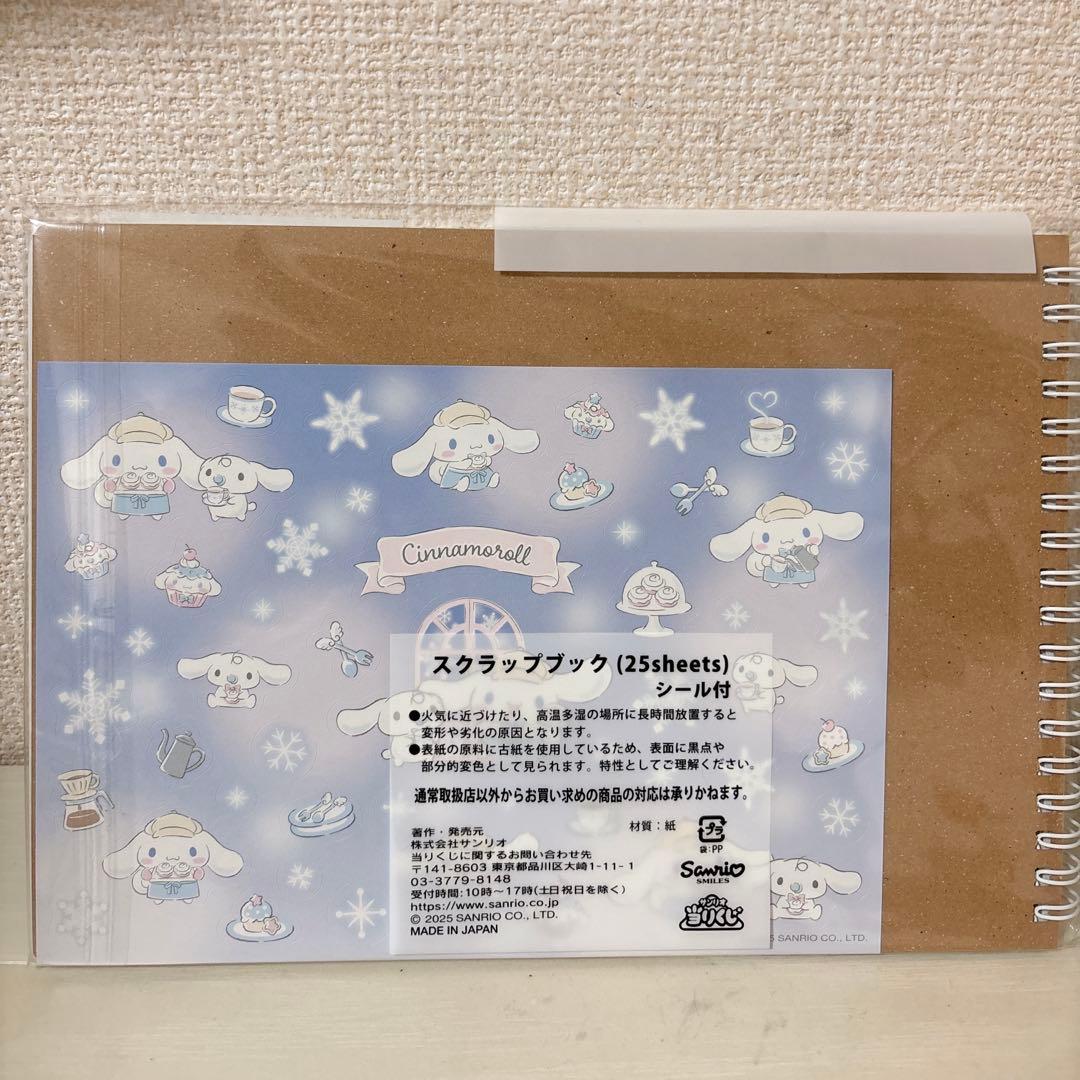 Cinnamoroll
スクラップブック(25sheets)
シール付
●火気に近づけたり、高温多湿の場所に長時間放置すると
変形や劣化の原因となります。
●表紙の原料に古紙を使用しているため、表面に黒点や
部分的変色として見られます。特性としてご理解ください。
通常取扱店以外からお買い求めの商品の対応は承りかねます。
材質：紙
プラ
袋:PP
著作・発売元
株式会社サンリオ
当りくじに関するお問い合わせ先
〒141-8603 東京都品川区大崎1-11-1
03-3779-8148
受付時間:10時〜17時(土日祝日を除く)
https://www.sanrio.co.jp
© 2025 SANRIO CO., LTD.
MADE IN JAPAN
Sanrio
SMILES
サンリオ
当りくじ
5 SANRIO CO., LTD.